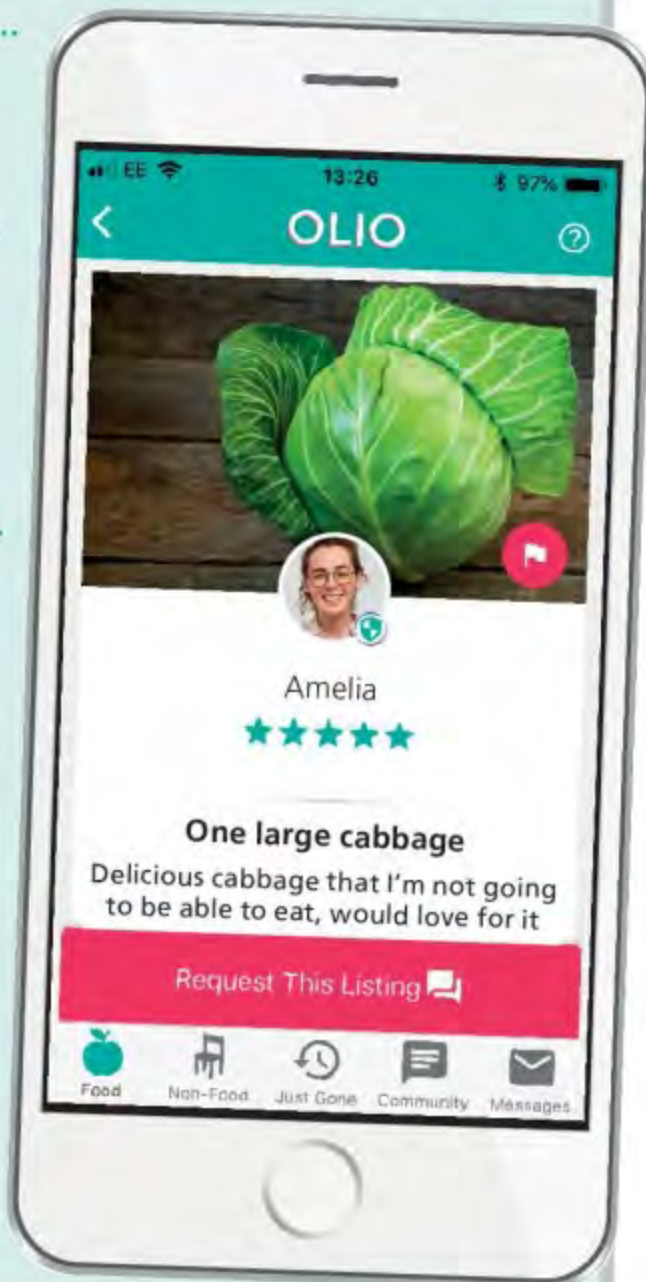 EE 13:26 97%
OLIO
Amelia
One large cabbage
Delicious cabbage that I'm not going
to be able to eat, would love for it
Request This Listing
Food Non-Food Just Gone Community Messages